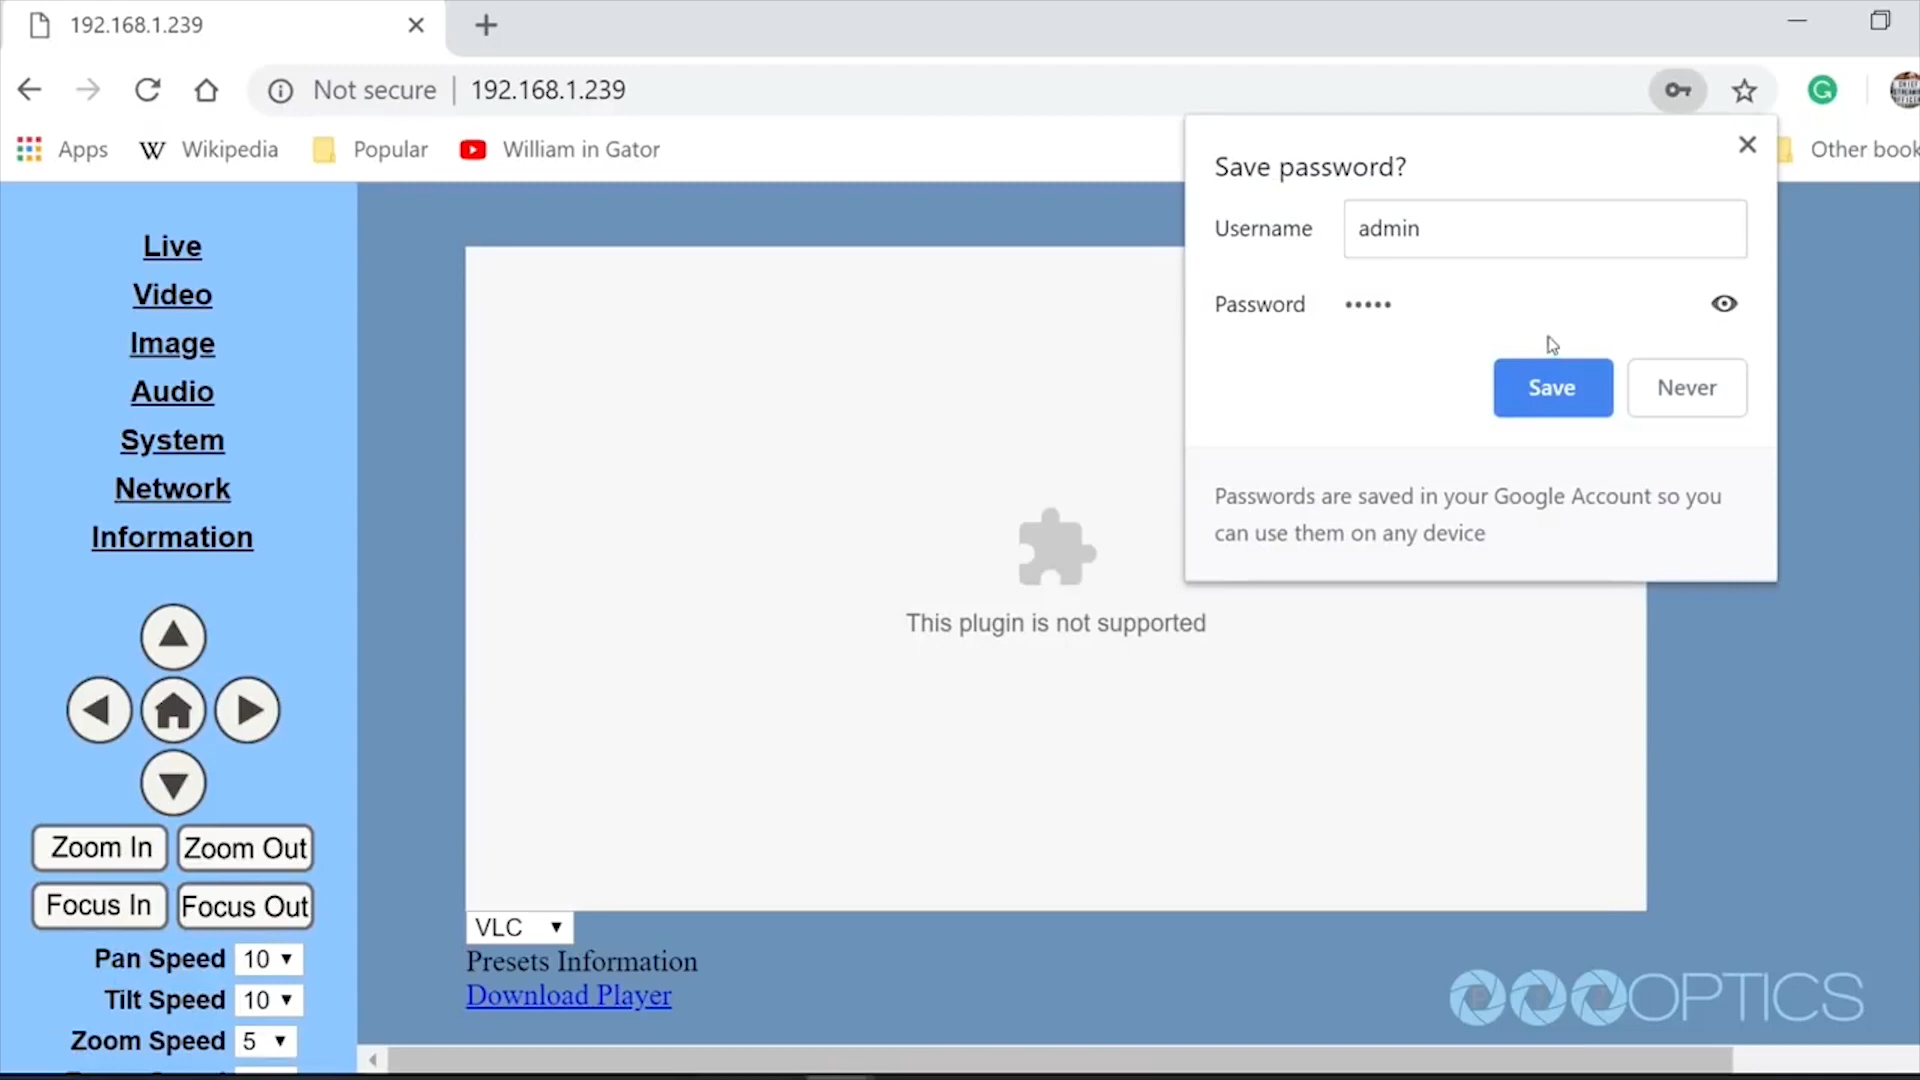 192.168.1.239
Not secure | 192.168.1.239
Apps
Wikipedia
Popular
William in Gator
Other book
Save password?
Username admin
Password •••••
Save Never
Passwords are saved in your Google Account so you
can use them on any device
Live
Video
Image
Audio
System
Network
Information
Zoom In Zoom Out
Focus In Focus Out
Pan Speed 10
Tilt Speed 10
Zoom Speed 5
This plugin is not supported
VLC
Presets Information
Download Player
OPTICS